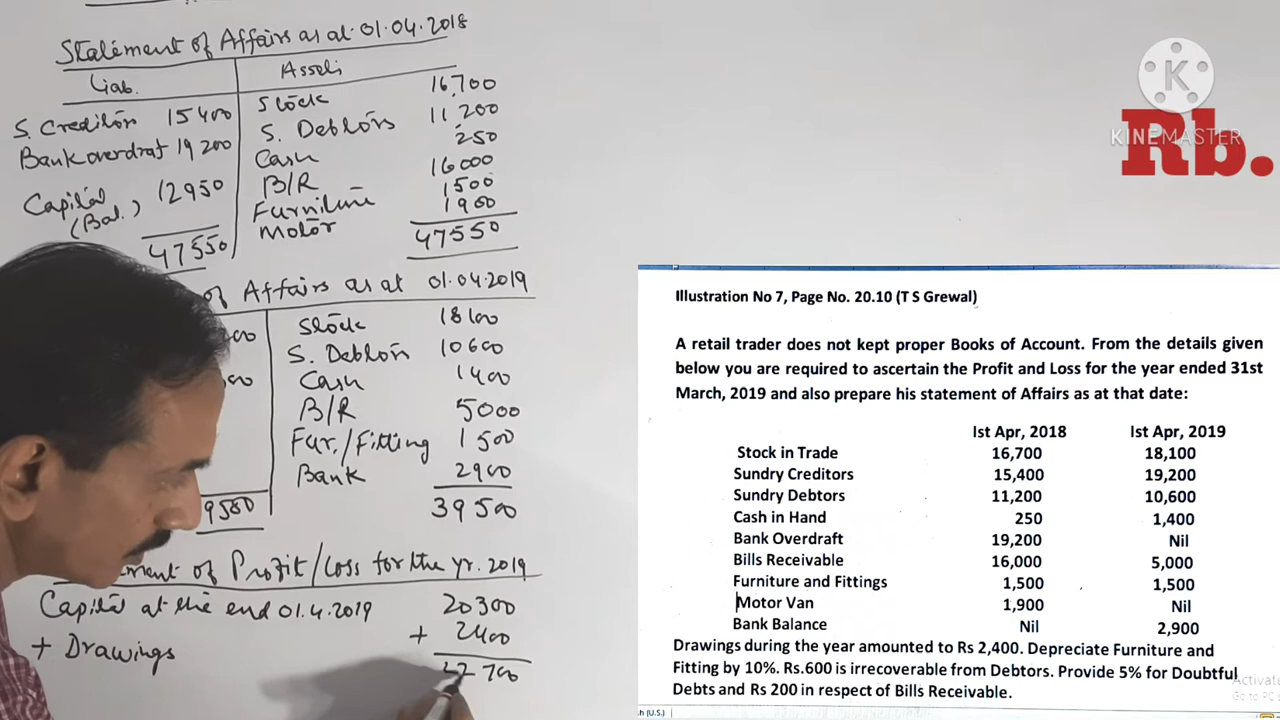 Statement of Affairs as at 01.04.2018
Liab. Assets
S. Creditors 15400 Stock 16,700
Bank overdraft 19200 S. Debtors 11,200
Cash 250
Capital (Bal.) 12950 B/R 16000
Furniture 1500
Motor 1900
47550 47550
of Affairs as at 01.04.2019
Stock 18100
S. Debtors 10600
Cash 1400
B/R 5000
Fur./Fitting 1500
Bank 2900
9500 39500
ment of Profit/Loss for the yr. 2019
Capital at the end 01.4.2019 20300
+ Drawings + 2400
22700
KINEMASTER
Rb.
Illustration No 7, Page No. 20.10 (T S Grewal)
A retail trader does not kept proper Books of Account. From the details given
below you are required to ascertain the Profit and Loss for the year ended 31st
March, 2019 and also prepare his statement of Affairs as at that date:
Ist Apr, 2018 Ist Apr, 2019
Stock in Trade 16,700 18,100
Sundry Creditors 15,400 19,200
Sundry Debtors 11,200 10,600
Cash in Hand 250 1,400
Bank Overdraft 19,200 Nil
Bills Receivable 16,000 5,000
Furniture and Fittings 1,500 1,500
Motor Van 1,900 Nil
Bank Balance Nil 2,900
Drawings during the year amounted to Rs 2,400. Depreciate Furniture and
Fitting by 10%. Rs.600 is irrecoverable from Debtors. Provide 5% for Doubtful
Debts and Rs 200 in respect of Bills Receivable.
Activate
Go to PC
h (U.S.)